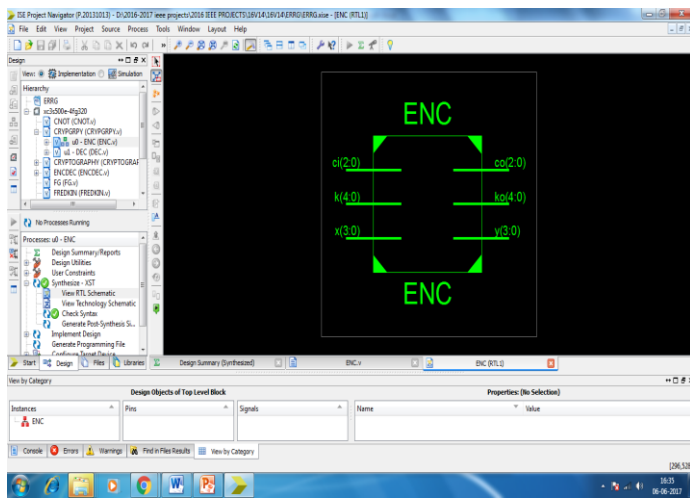 ISE Project Navigator (P.20131013) - D:\2016-2017 ieee projects\2016 IEEE PROJECTS\16V14\16V14\ERRG\ERRG.xise - [ENC (RTL1)]
File Edit View Project Source Process Tools Window Layout Help
Design
View: Implementation Simulation
Hierarchy
ERRG
xc3s500e-4fg320
CNOT (CNOT.v)
CRYPGRPY (CRYPGRPY.v)
u0 - ENC (ENC.v)
u1 - DEC (DEC.v)
CRYPTOGRAPHY (CRYPTOGRAF
ENCDEC (ENCDEC.v)
FG (FG.v)
FREDKIN (FREDKIN.v)
No Processes Running
Processes: u0 - ENC
Design Summary/Reports
Design Utilities
User Constraints
Synthesize - XST
View RTL Schematic
View Technology Schematic
Check Syntax
Generate Post-Synthesis Si...
Implement Design
Generate Programming File
Configure Target Device
ENC
ci(2:0) co(2:0)
k(4:0) ko(4:0)
x(3:0) y(3:0)
ENC
Start Design Files Libraries Design Summary (Synthesized) ENC.v ENC (RTL1)
View by Category
Design Objects of Top Level Block Properties: (No Selection)
Instances Pins Signals Name Value
ENC
Console Errors Warnings Find in Files Results View by Category
16:35
06-06-2017